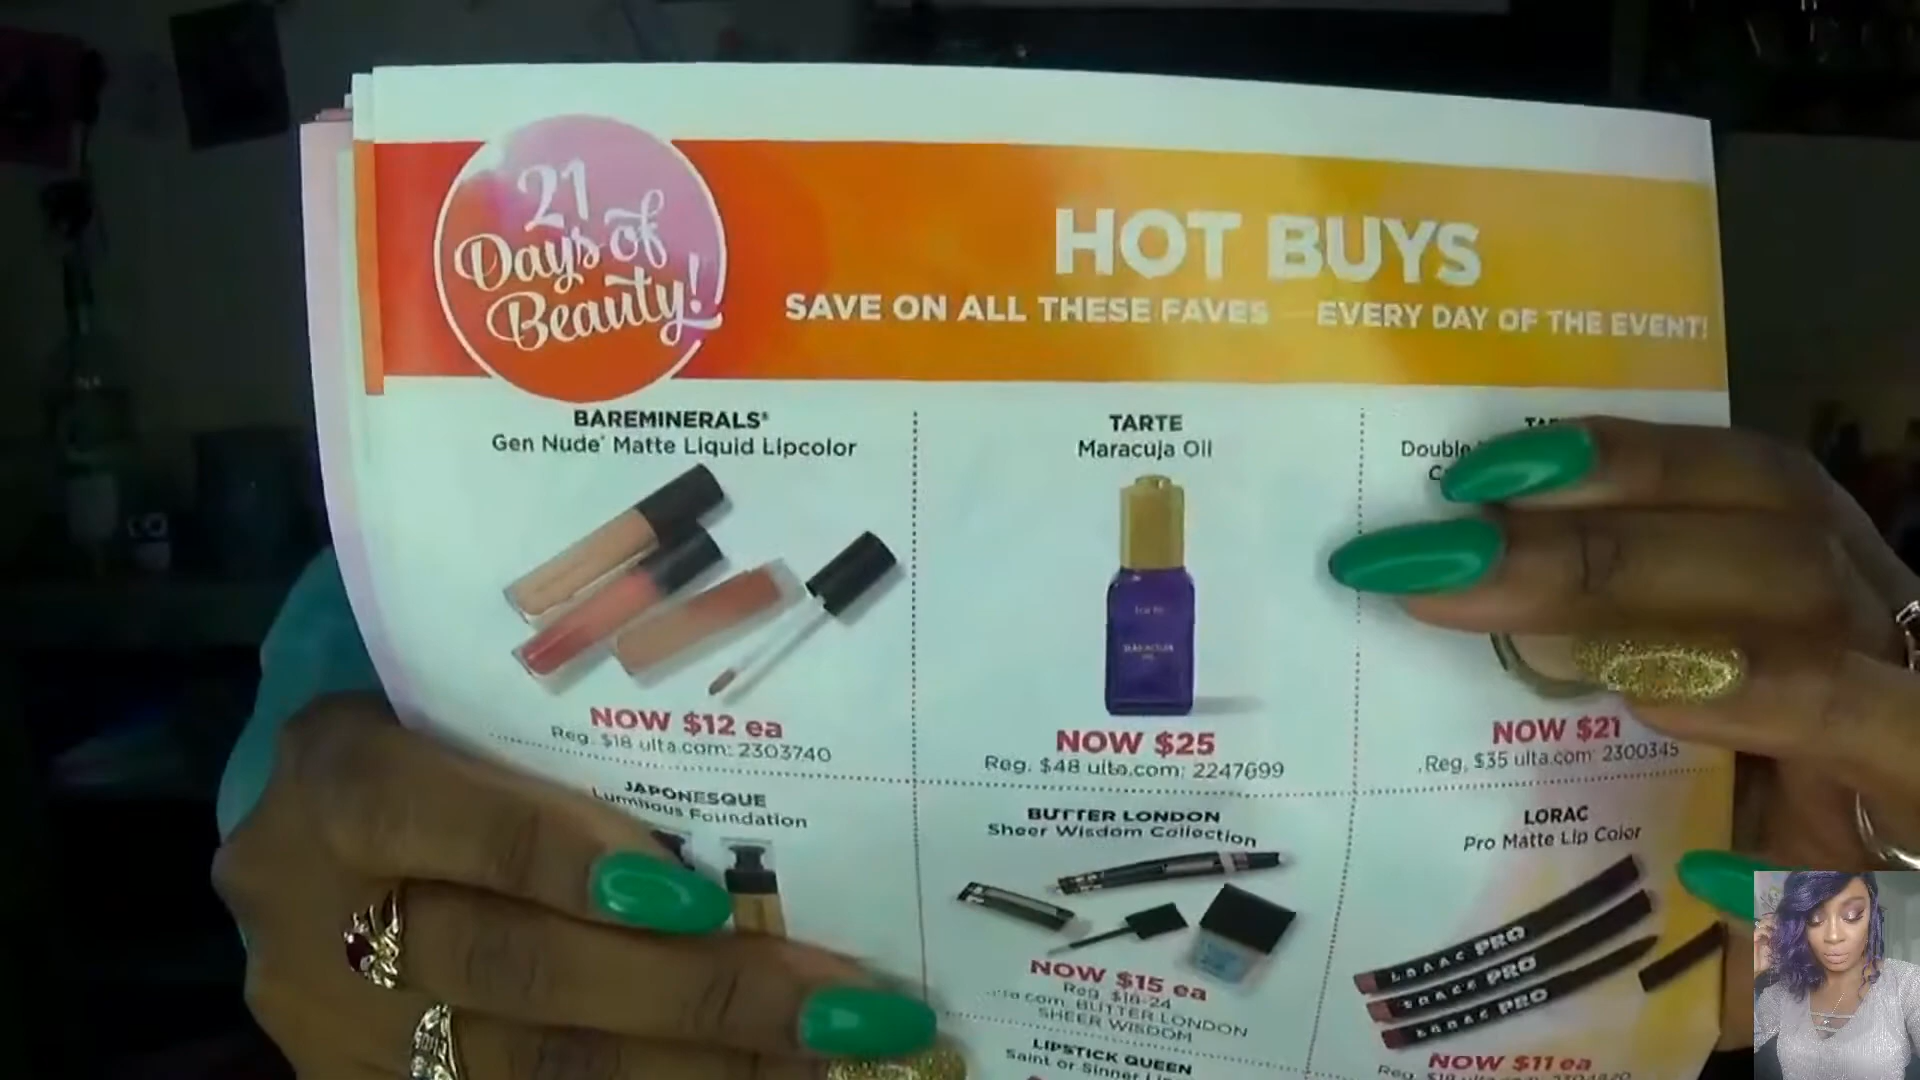 21
Days of
Beauty!
HOT BUYS
SAVE ON ALL THESE FAVES EVERY DAY OF THE EVENT!
BAREMINERALS®
Gen Nude® Matte Liquid Lipcolor
NOW $12 ea
Reg. $18 ulta.com: 2303740
TARTE
Maracuja Oil
NOW $25
Reg. $48 ulta.com: 2247699
Double
NOW $21
Reg. $35 ulta.com: 2300345
JAPONESQUE
Luminous Foundation
BUTTER LONDON
Sheer Wisdom Collection
NOW $15 ea
Reg. $18-24
BUTTER LONDON
SHEER WISDOM
LORAC
Pro Matte Lip Color
LORAC PRO
LORAC PRO
LORAC PRO
NOW $11 ea
LIPSTICK QUEEN
Saint or Sinner